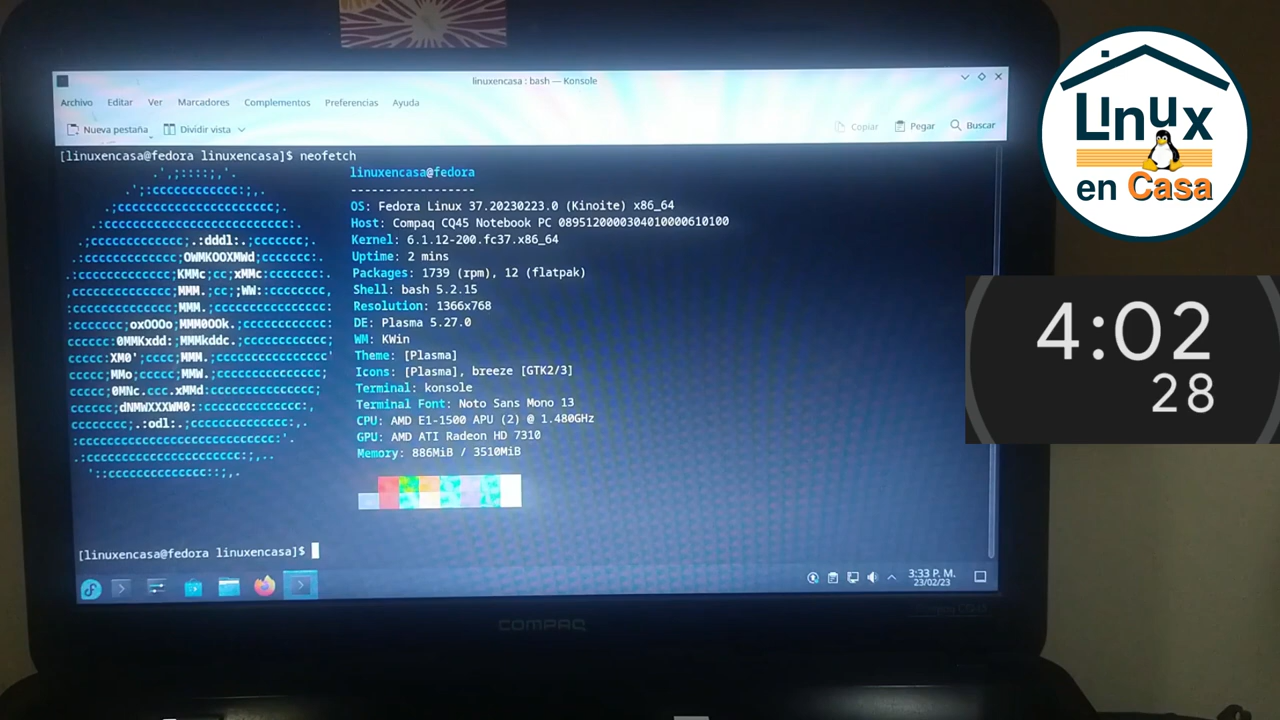 linuxencasa : bash — Konsole
Archivo Editar Ver Marcadores Complementos Preferencias Ayuda
Nueva pestaña Dividir vista Copiar Pegar Buscar
[linuxencasa@fedora linuxencasa]$ neofetch
linuxencasa@fedora
------------------
OS: Fedora Linux 37.20230223.0 (Kinoite) x86_64
Host: Compaq CQ45 Notebook PC 0895120000304010000610100
Kernel: 6.1.12-200.fc37.x86_64
Uptime: 2 mins
Packages: 1739 (rpm), 12 (flatpak)
Shell: bash 5.2.15
Resolution: 1366x768
DE: Plasma 5.27.0
WM: KWin
Theme: [Plasma]
Icons: [Plasma], breeze [GTK2/3]
Terminal: konsole
Terminal Font: Noto Sans Mono 13
CPU: AMD E1-1500 APU (2) @ 1.480GHz
GPU: AMD ATI Radeon HD 7310
Memory: 886MiB / 3510MiB
[linuxencasa@fedora linuxencasa]$
3:33 P. M.
23/02/23
COMPAQ
Linux
en Casa
4:02
28